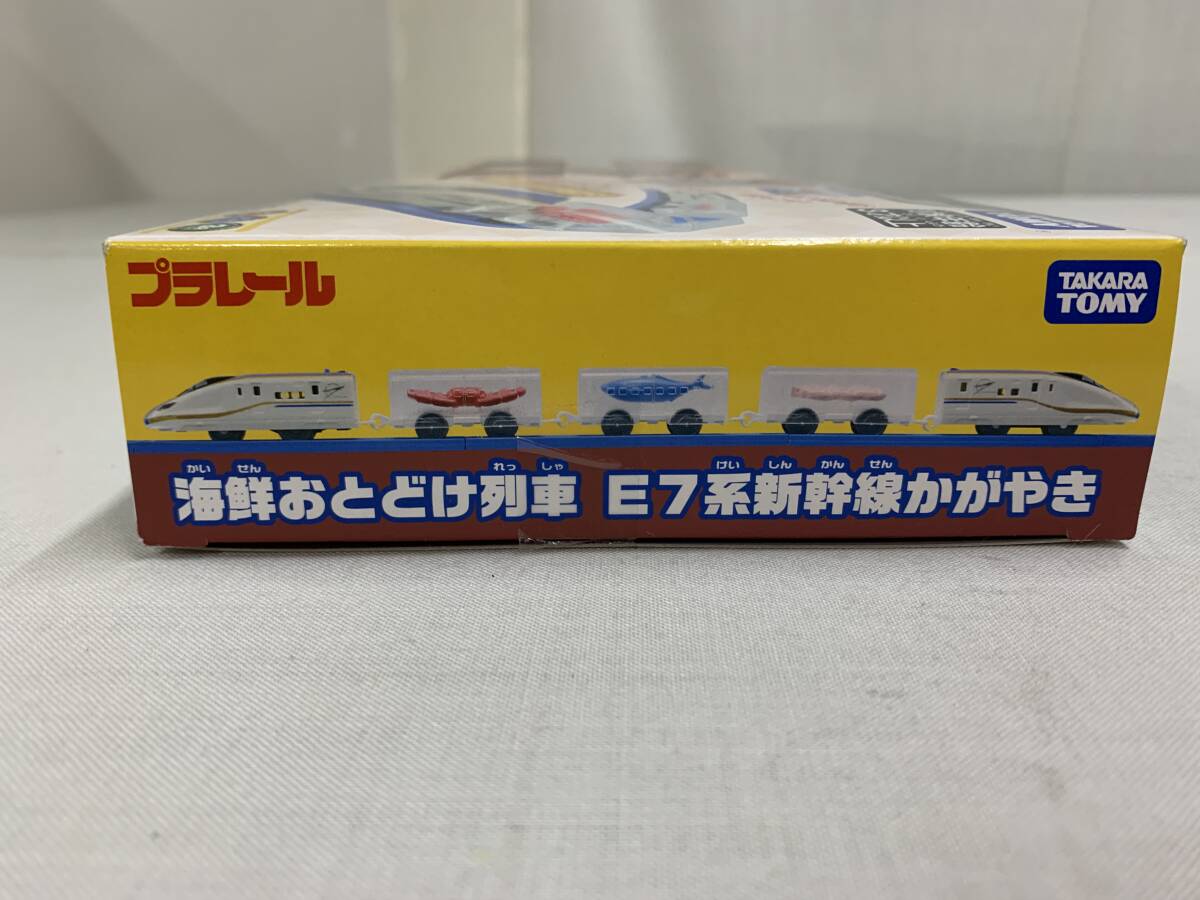 プラレール
TAKARA
TOMY
かい せん れっ しゃ けい しん かん せん
海鮮おとどけ列車 E7系新幹線かがやき